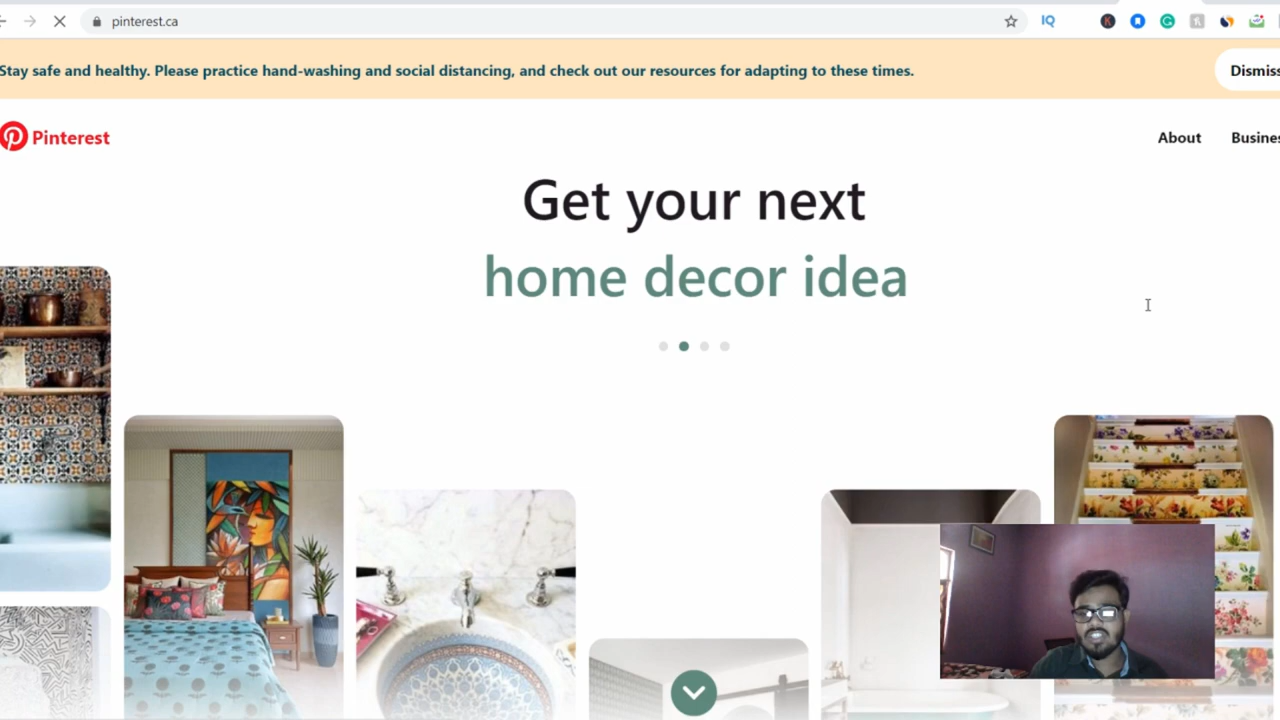 pinterest.ca
IQ
Stay safe and healthy. Please practice hand-washing and social distancing, and check out our resources for adapting to these times.
Dismiss
Pinterest
About
Busines
Get your next
home decor idea